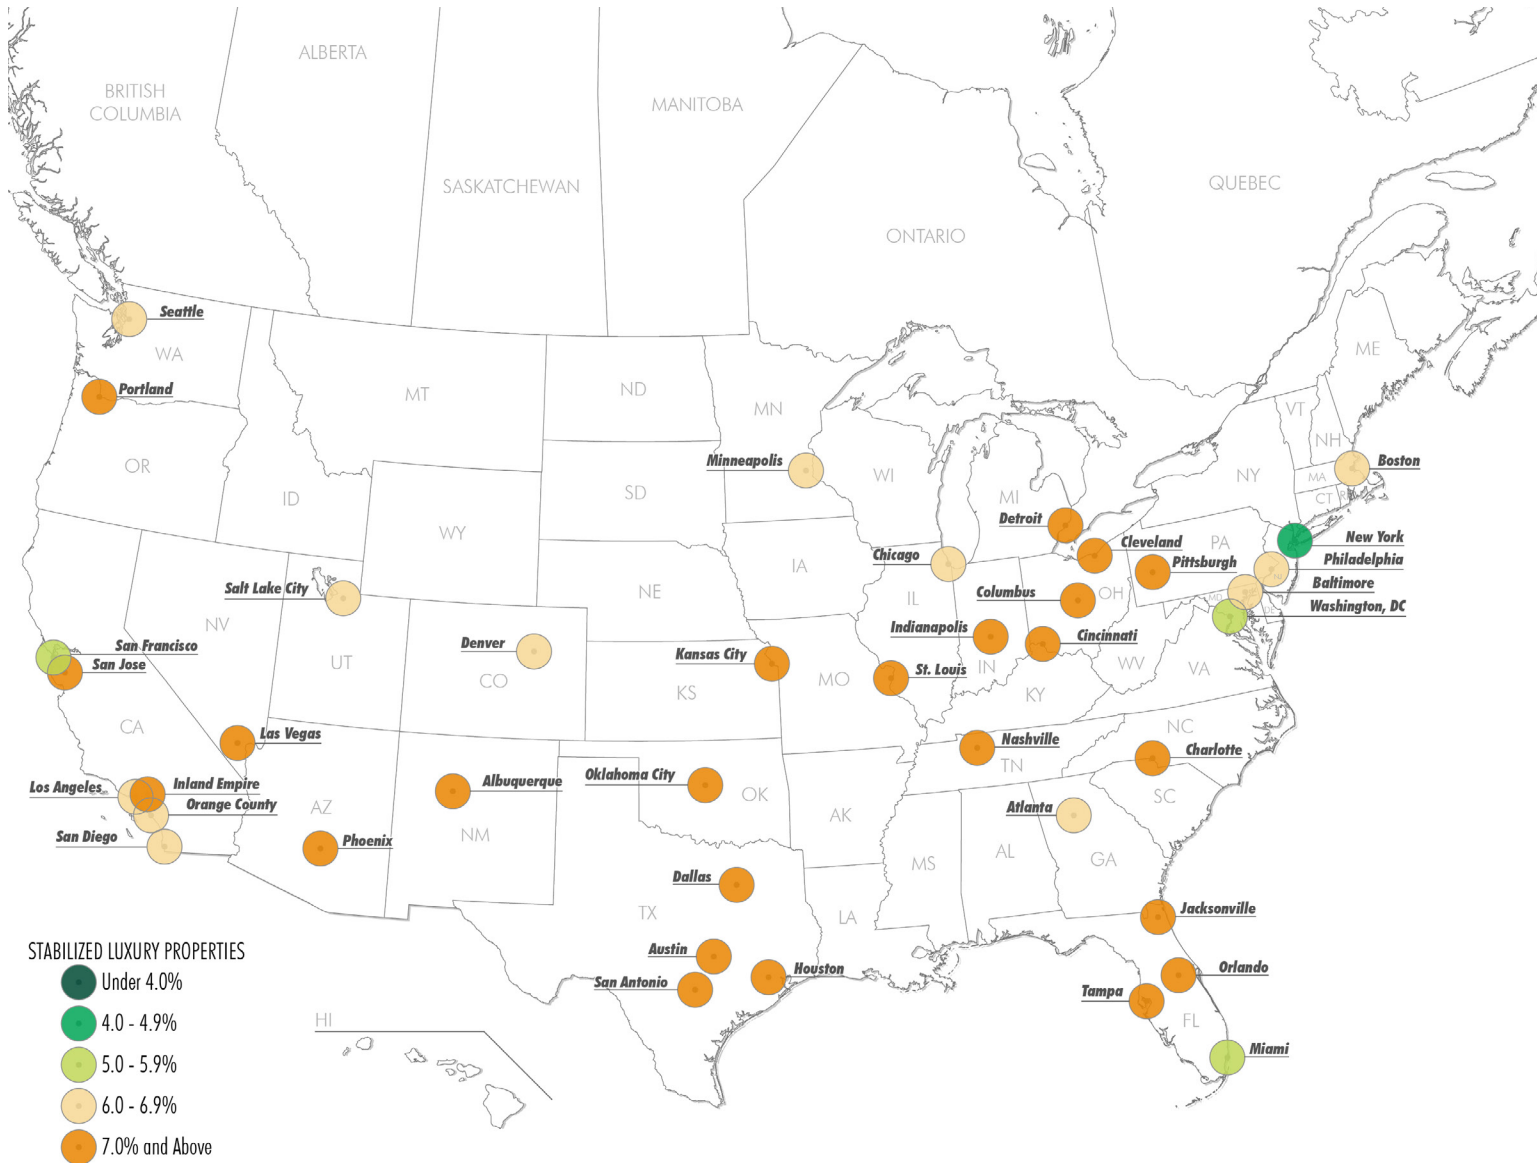 ALBERTA
BRITISH
COLUMBIA
MANITOBA
SASKATCHEWAN
QUEBEC
ONTARIO
Seattle
WA
Portland
MT
ND
MN
ME
VT
NH
OR
ID
SD
WI
MI
NY
MA
CT
Boston
Minneapolis
WY
Detroit
New York
Chicago
Cleveland
PA
Philadelphia
Pittsburgh
IA
NJ
Baltimore
Salt Lake City
NE
IL
Columbus
OH
MD
DE
Washington, DC
NV
San Francisco
San Jose
UT
Denver
CO
Kansas City
KS
MO
St. Louis
Indianapolis
IN
Cincinnati
WV
VA
KY
CA
Las Vegas
Nashville
TN
NC
Charlotte
SC
Los Angeles
Inland Empire
Orange County
San Diego
AZ
Phoenix
Albuquerque
NM
Oklahoma City
OK
AK
Atlanta
GA
AL
MS
LA
Dallas
TX
Austin
San Antonio
Houston
Jacksonville
Orlando
Tampa
FL
Miami
HI
STABILIZED LUXURY PROPERTIES
Under 4.0%
4.0 - 4.9%
5.0 - 5.9%
6.0 - 6.9%
7.0% and Above